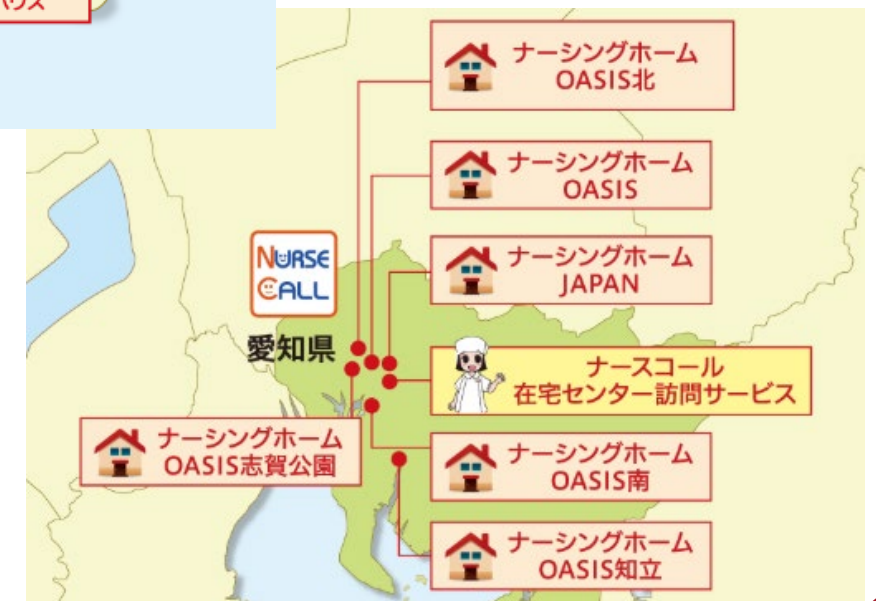 ハウス
ナーシングホーム
OASIS北
ナーシングホーム
OASIS
NURSE
CALL
ナーシングホーム
JAPAN
愛知県
ナースコール
在宅センター訪問サービス
ナーシングホーム
OASIS志賀公園
ナーシングホーム
OASIS南
ナーシングホーム
OASIS知立